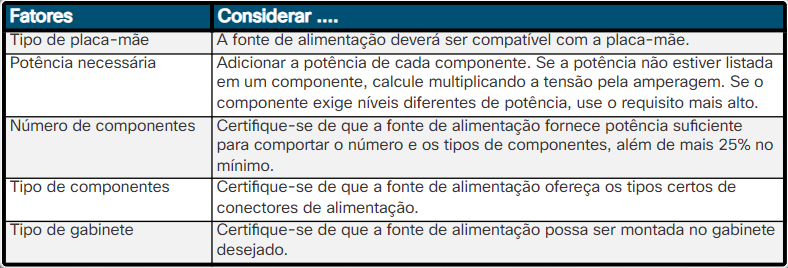 Fatores Considerar ....
Tipo de placa-mãe A fonte de alimentação deverá ser compatível com a placa-mãe.
Potência necessária Adicionar a potência de cada componente. Se a potência não estiver listada
em um componente, calcule multiplicando a tensão pela amperagem. Se o
componente exige níveis diferentes de potência, use o requisito mais alto.
Número de componentes Certifique-se de que a fonte de alimentação fornece potência suficiente
para comportar o número e os tipos de componentes, além de mais 25% no
mínimo.
Tipo de componentes Certifique-se de que a fonte de alimentação ofereça os tipos certos de
conectores de alimentação.
Tipo de gabinete Certifique-se de que a fonte de alimentação possa ser montada no gabinete
desejado.